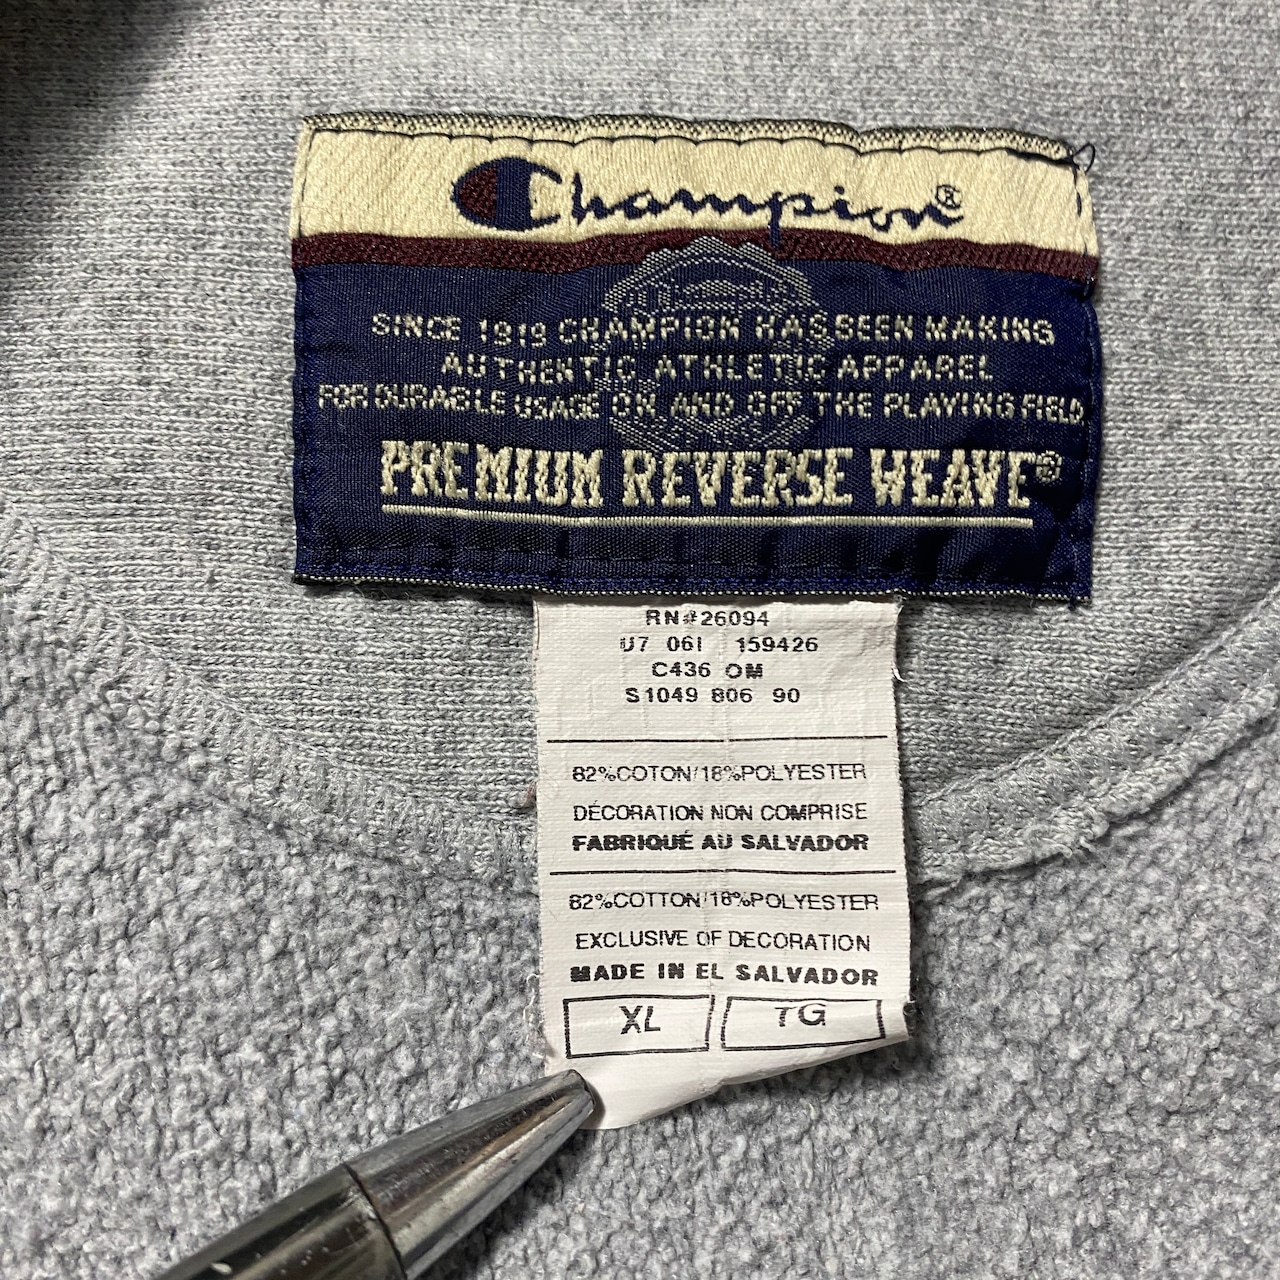 Champion®
SINCE 1919 CHAMPION HAS BEEN MAKING
AUTHENTIC ATHLETIC APPAREL
FOR DURABLE USAGE ON AND OFF THE PLAYING FIELD
PREMIUM REVERSE WEAVE®
RN#26094
U7 06I 159426
C436 OM
S1049 806 90
82%COTON/18%POLYESTER
DÉCORATION NON COMPRISE
FABRIQUÉ AU SALVADOR
82%COTTON/18%POLYESTER
EXCLUSIVE OF DECORATION
MADE IN EL SALVADOR
XL TG